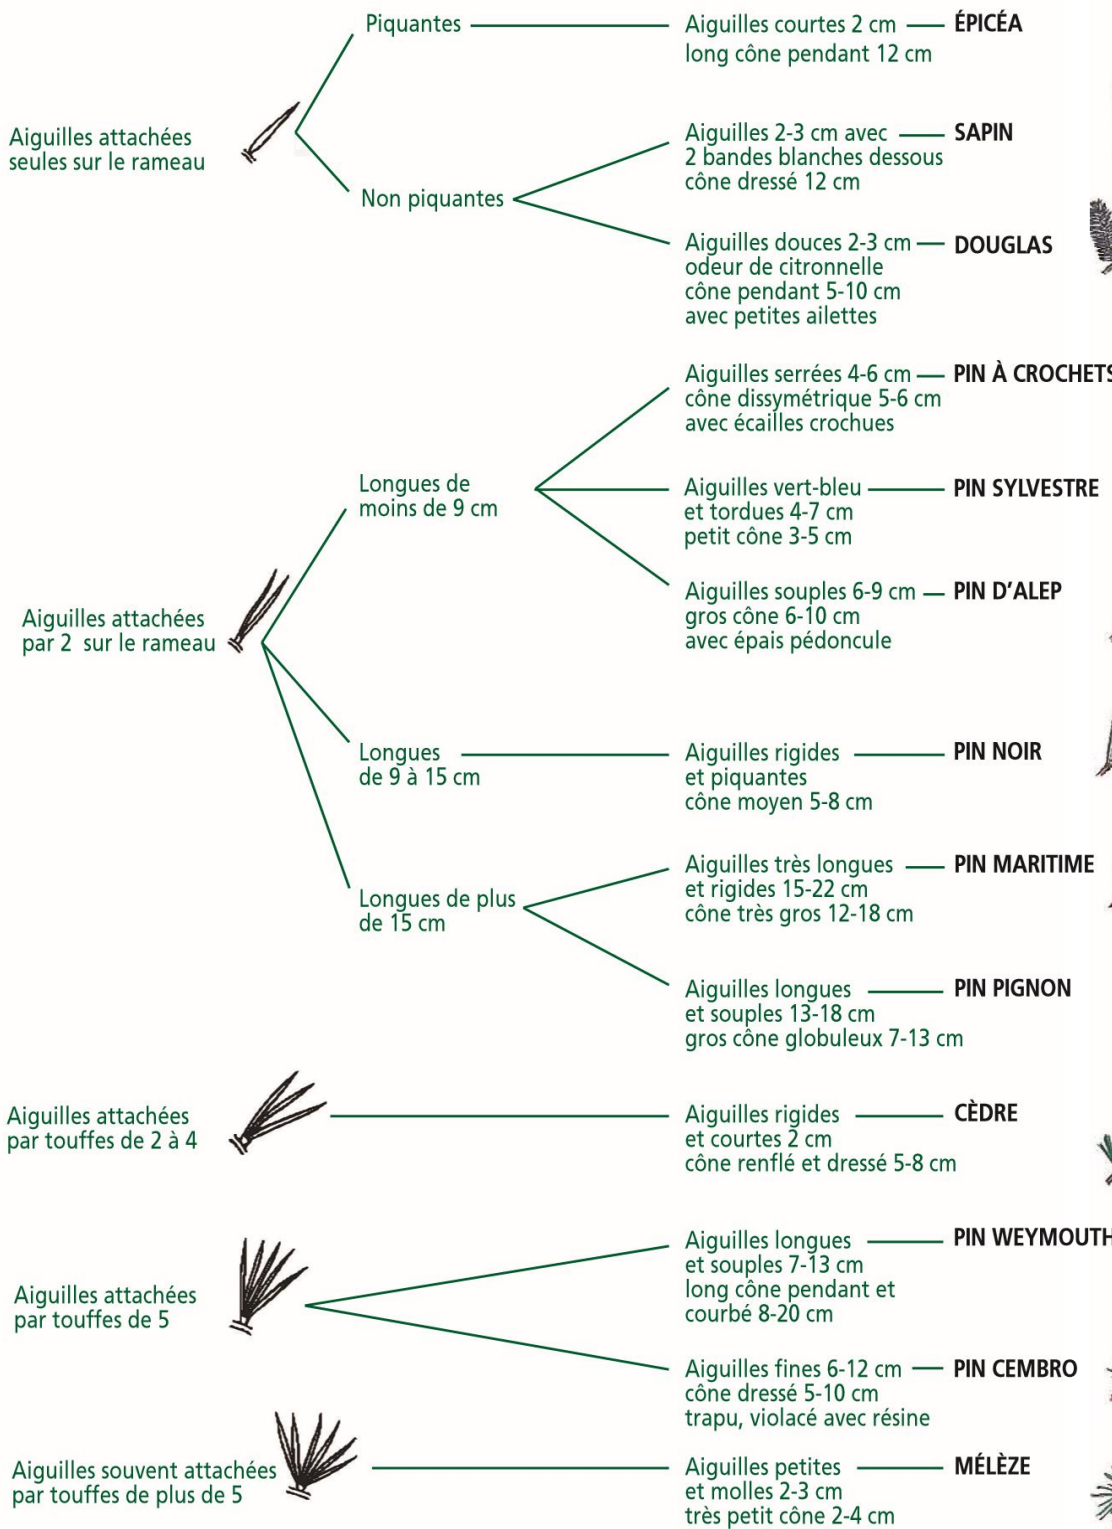 Piquantes
Aiguilles courtes 2 cm
long cône pendant 12 cm
ÉPICÉA
Aiguilles attachées
seules sur le rameau
Aiguilles 2-3 cm avec
2 bandes blanches dessous
cône dressé 12 cm
SAPIN
Non piquantes
Aiguilles douces 2-3 cm
odeur de citronnelle
cône pendant 5-10 cm
avec petites ailettes
DOUGLAS
Aiguilles serrées 4-6 cm
cône dissymétrique 5-6 cm
avec écailles crochues
PIN À CROCHETS
Longues de
moins de 9 cm
Aiguilles vert-bleu
et tordues 4-7 cm
petit cône 3-5 cm
PIN SYLVESTRE
Aiguilles souples 6-9 cm
gros cône 6-10 cm
avec épais pédoncule
PIN D'ALEP
Aiguilles attachées
par 2 sur le rameau
Longues
de 9 à 15 cm
Aiguilles rigides
et piquantes
cône moyen 5-8 cm
PIN NOIR
Longues de plus
de 15 cm
Aiguilles très longues
et rigides 15-22 cm
cône très gros 12-18 cm
PIN MARITIME
Aiguilles longues
et souples 13-18 cm
gros cône globuleux 7-13 cm
PIN PIGNON
Aiguilles attachées
par touffes de 2 à 4
Aiguilles rigides
et courtes 2 cm
cône renflé et dressé 5-8 cm
CÈDRE
Aiguilles attachées
par touffes de 5
Aiguilles longues
et souples 7-13 cm
long cône pendant et
courbé 8-20 cm
PIN WEYMOUTH
Aiguilles fines 6-12 cm
cône dressé 5-10 cm
trapu, violacé avec résine
PIN CEMBRO
Aiguilles souvent attachées
par touffes de plus de 5
Aiguilles petites
et molles 2-3 cm
très petit cône 2-4 cm
MÉLÈZE